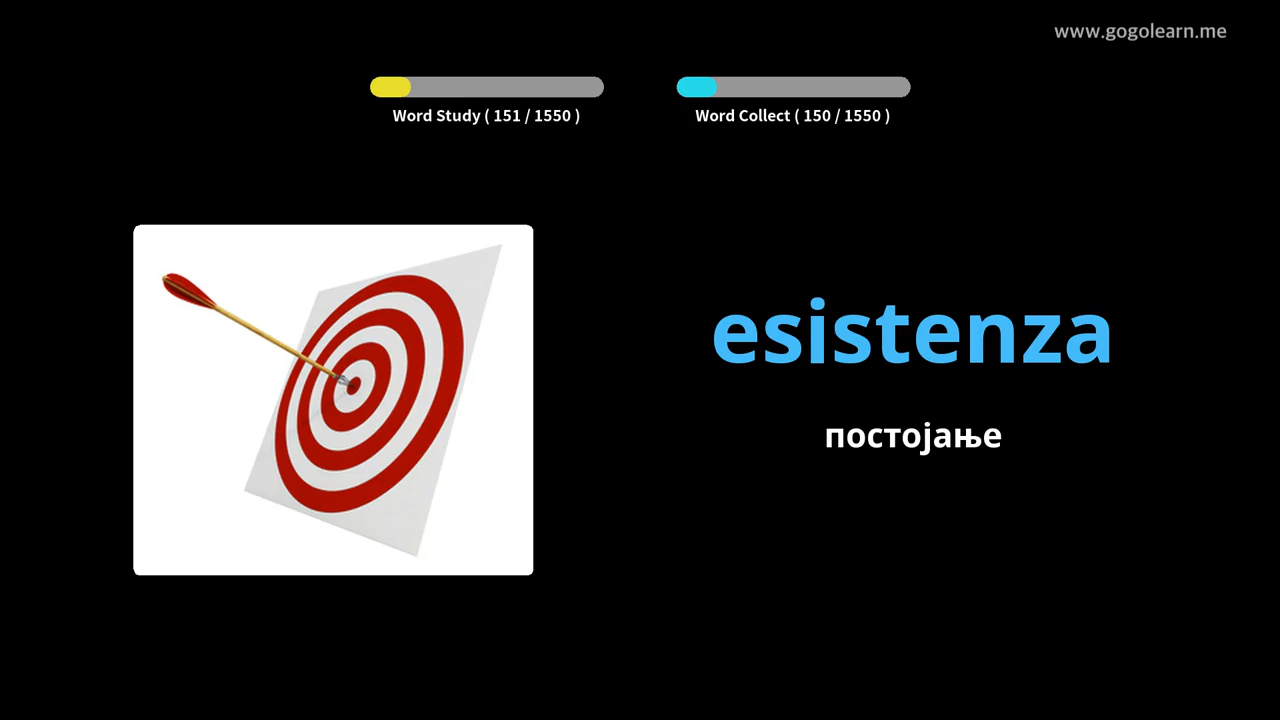 www.gogolearn.me
Word Study ( 151 / 1550 )
Word Collect ( 150 / 1550 )
esistenza
постојање